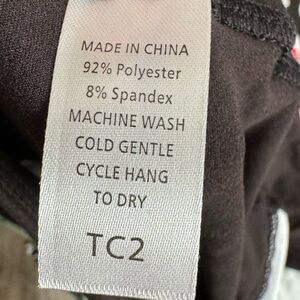 MADE IN CHINA
92% Polyester
8% Spandex
MACHINE WASH
COLD GENTLE
CYCLE HANG
TO DRY
TC2